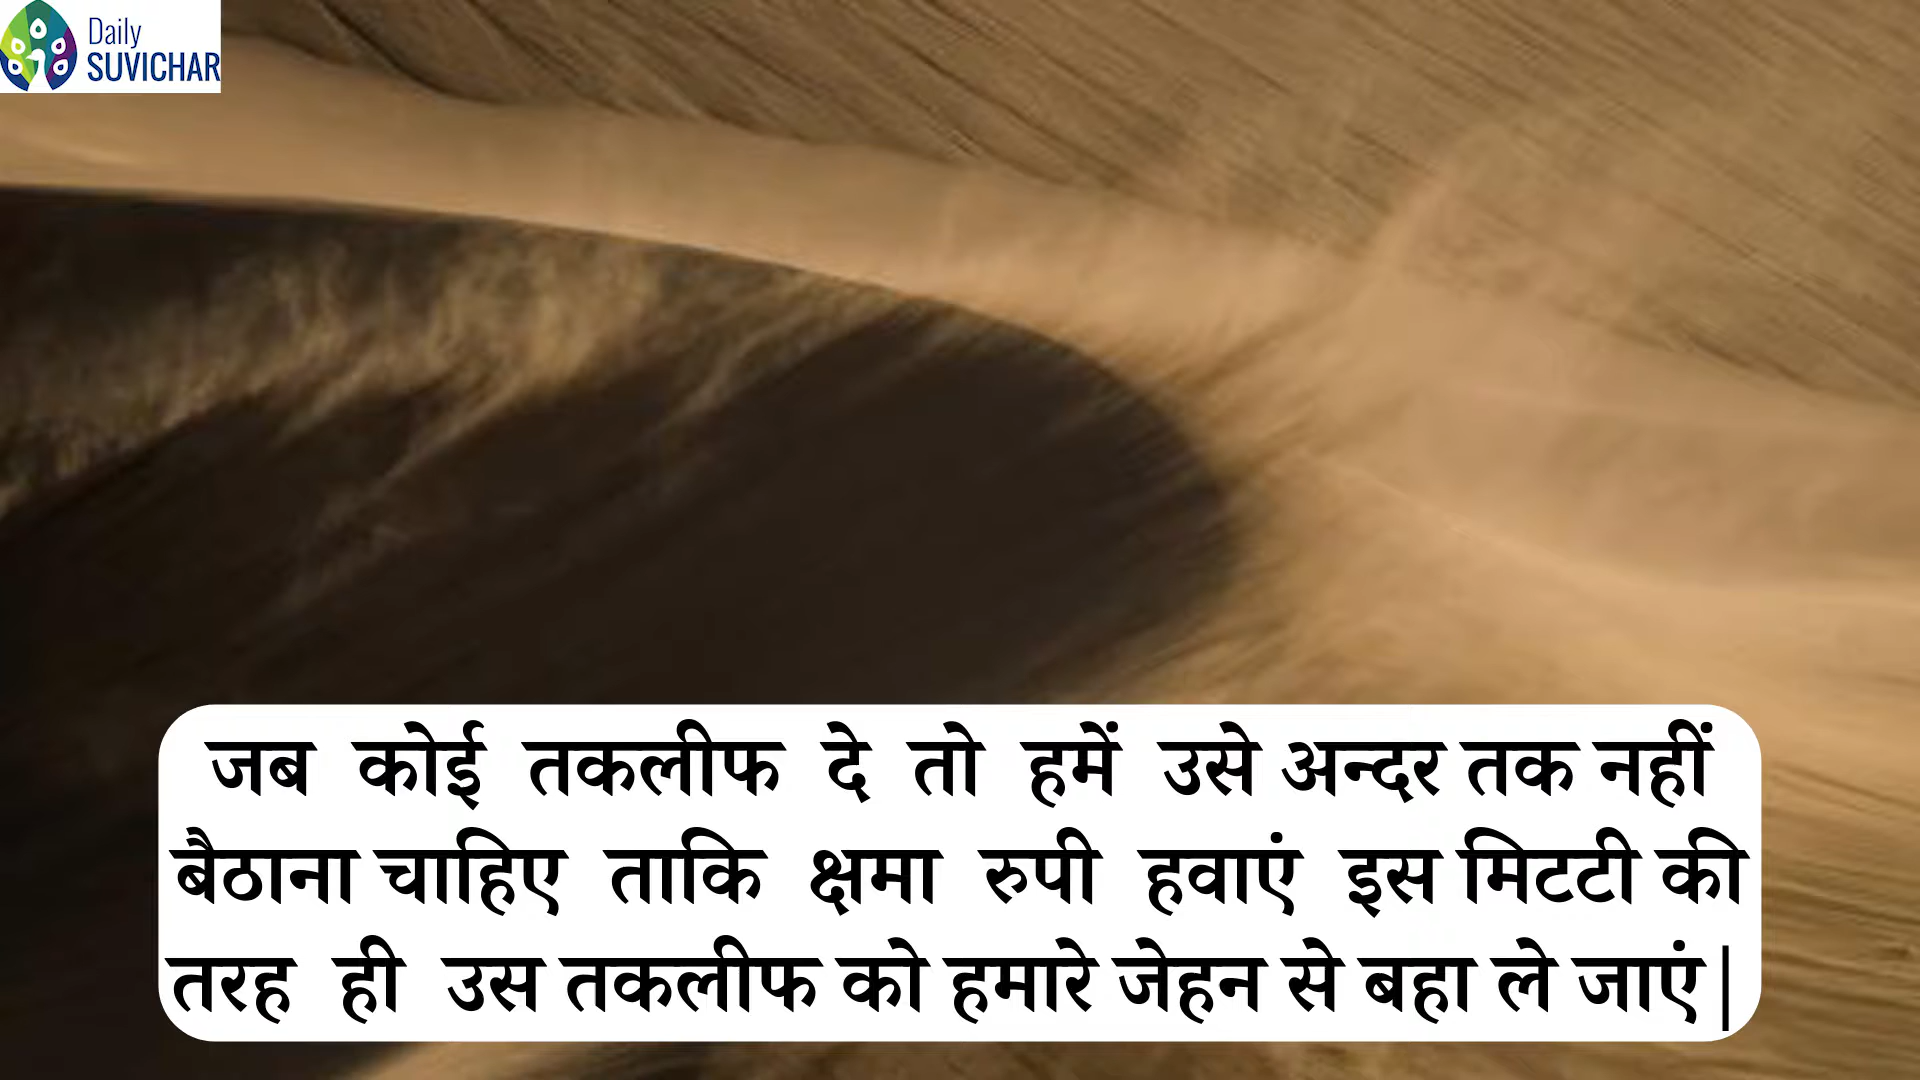 Daily
SUVICHAR
जब कोई तकलीफ दे तो हमें उसे अन्दर तक नहीं
बैठाना चाहिए ताकि क्षमा रुपी हवाएं इस मिटटी की
तरह ही उस तकलीफ को हमारे जेहन से बहा ले जाएं|